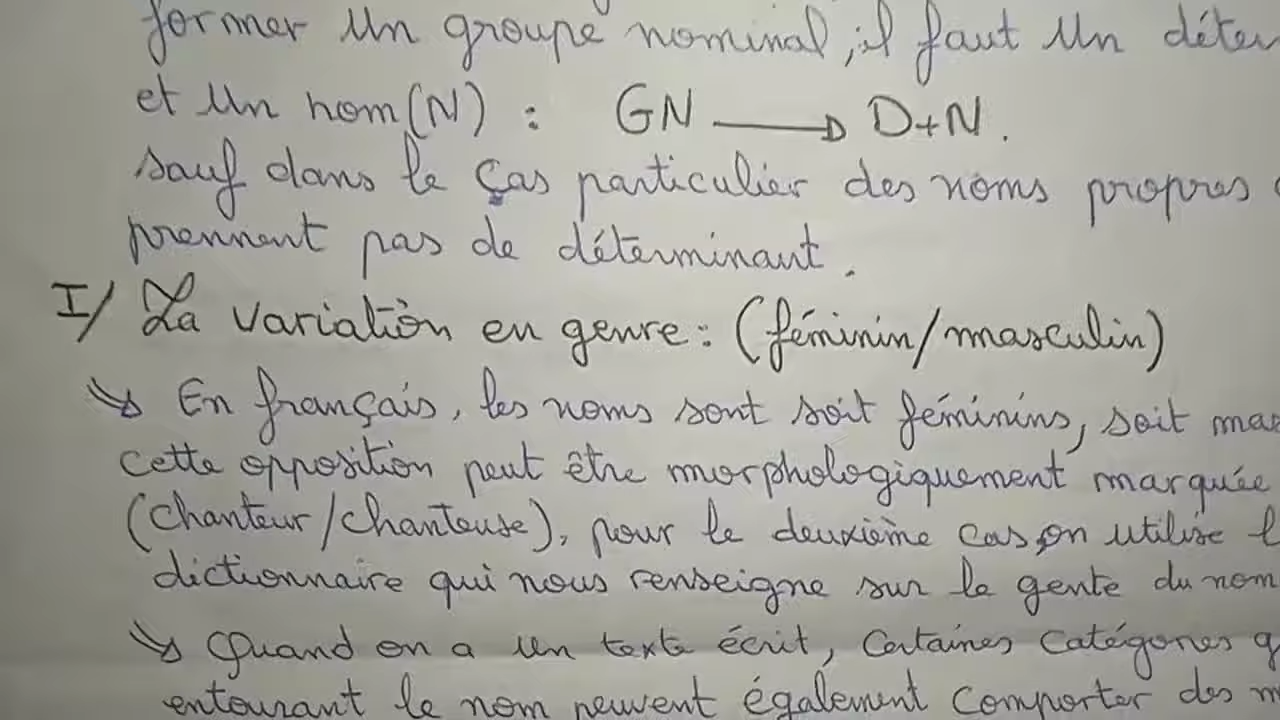 former un groupe nominal, il faut un déter
et un nom(N) : GN → D+N.
sauf dans le ças particulier des noms propres
prennent pas de déterminant.
I/ La variation en genre : (féminin/masculin)
↘ En français, les noms sont soit féminins, soit mas
cette opposition peut être morphologiquement marquée
(chanteur/chanteuse), pour le deuxième cas, on utilise l
dictionnaire qui nous renseigne sur le gente du nom
↘ Quand on a un texte écrit, certaines catégories q
entourant le nom peuvent également comporter des m